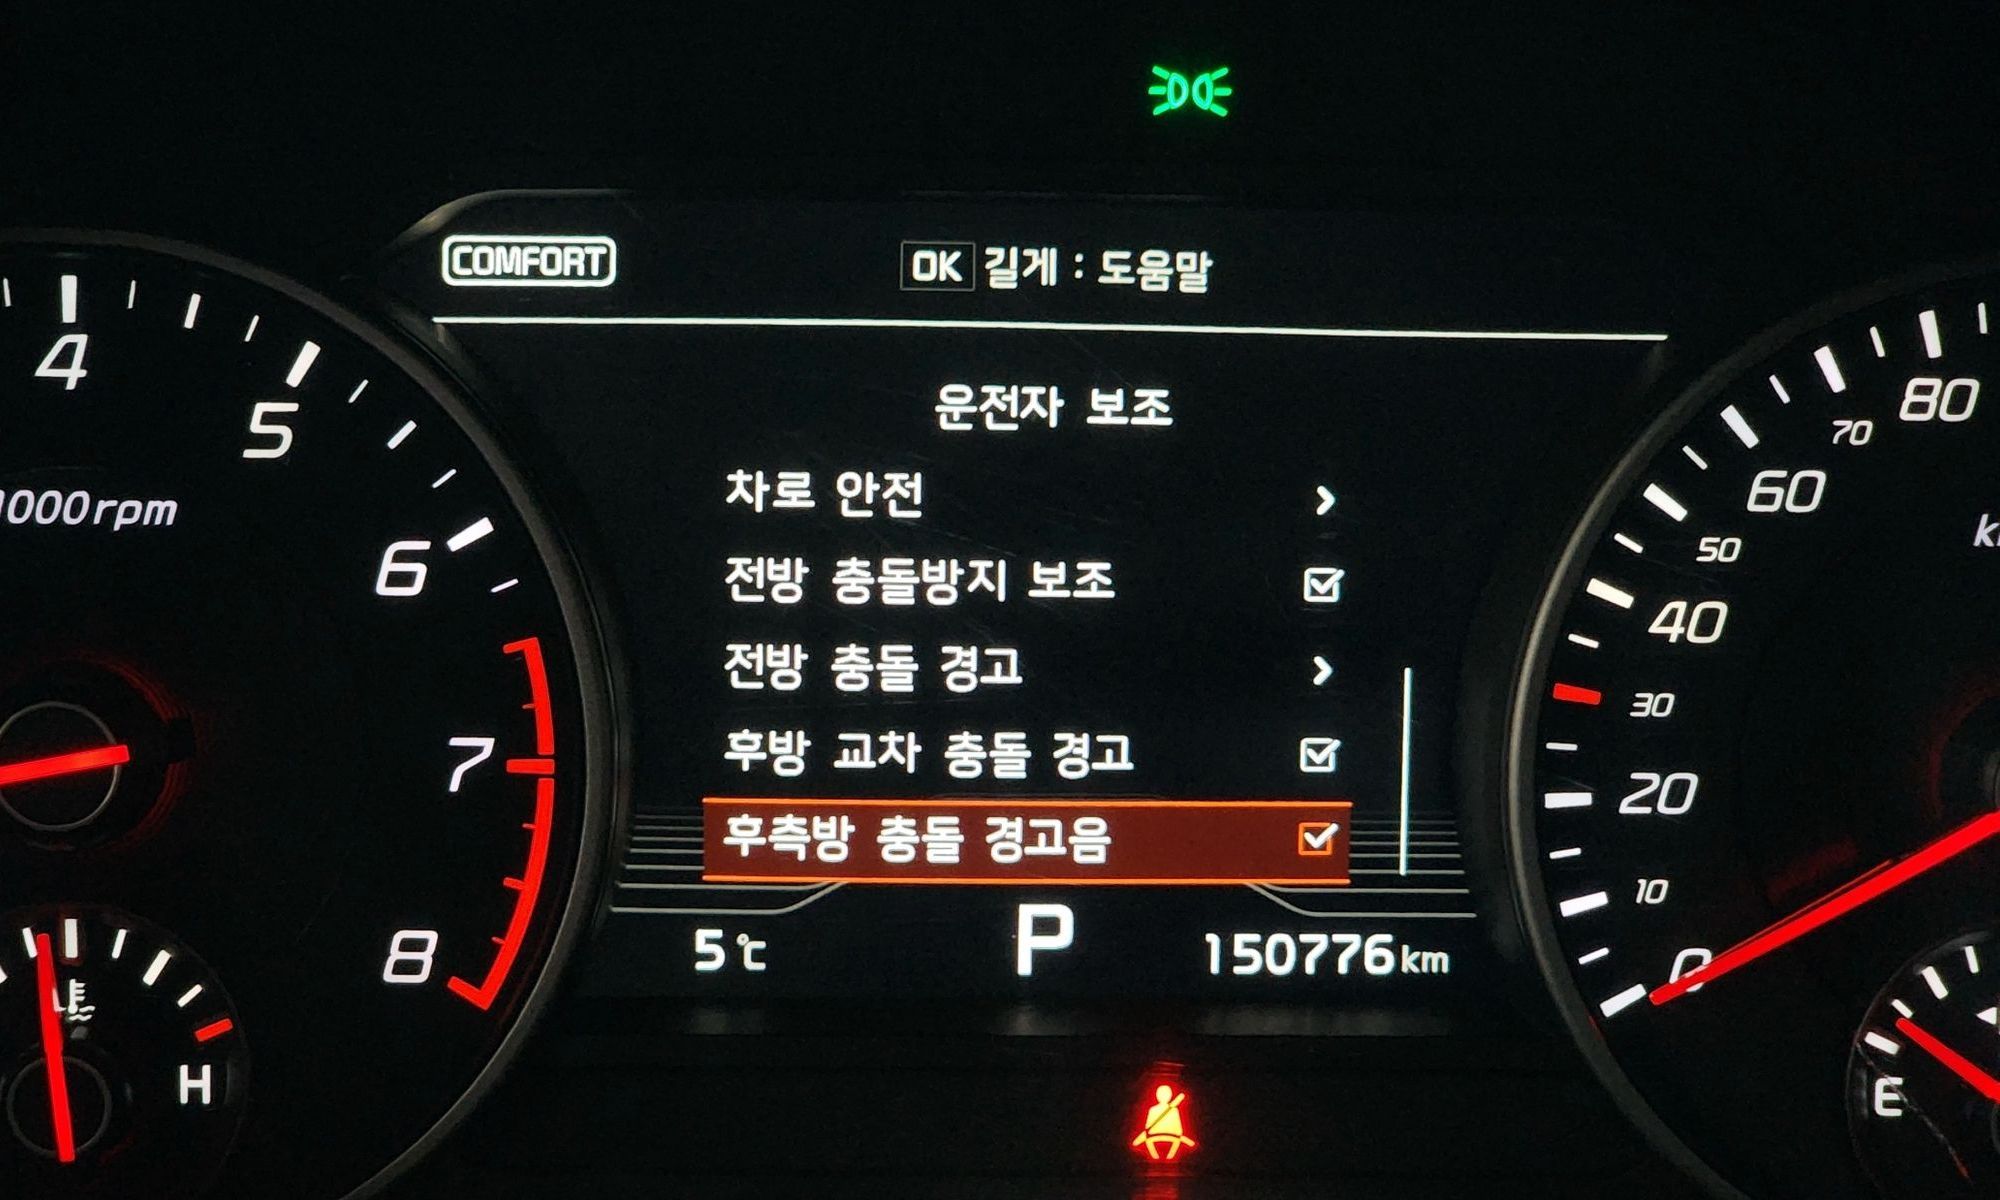 COMFORT
OK 길게 : 도움말
운전자 보조
차로 안전
전방 충돌방지 보조
전방 충돌 경고
후방 교차 충돌 경고
후측방 충돌 경고음
5℃
P
150776km
4
5
6
7
8
000rpm
H
80
70
60
50
40
30
20
10
0
E